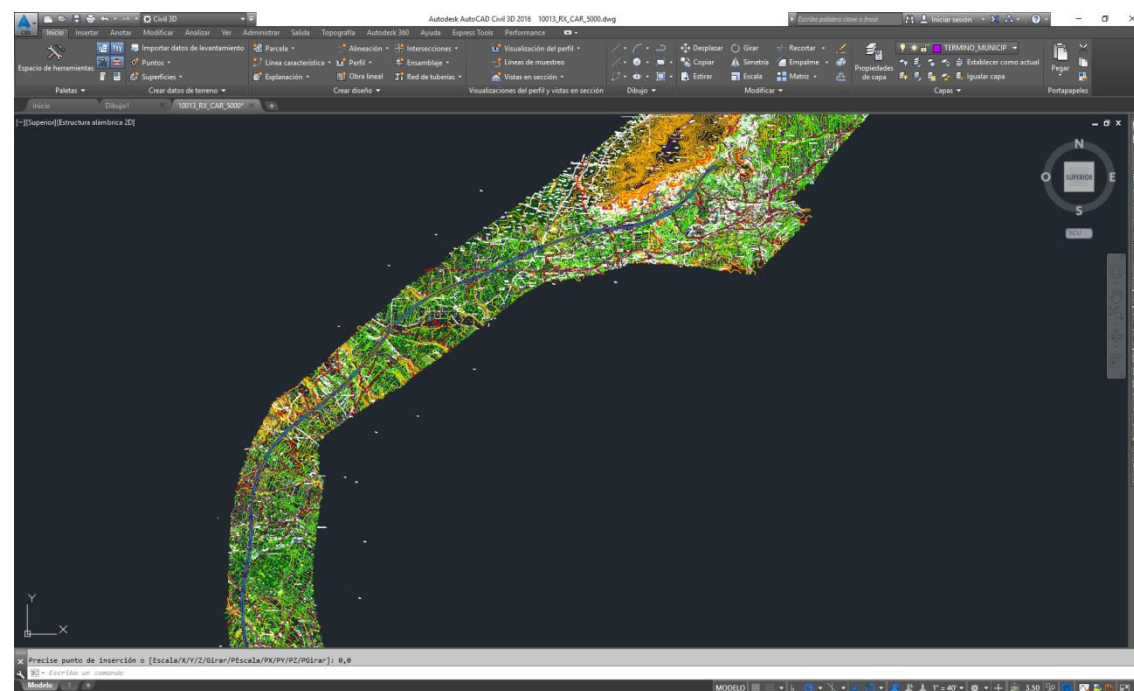 Civil 3D
Autodesk AutoCAD Civil 3D 2016 10013_RX_CAR_5000.dwg
Escriba palabra clave o frase
Iniciar sesión
C3D
Inicio Insertar Anotar Modificar Analizar Ver Administrar Salida Topografía Autodesk 360 Ayuda Express Tools Performance
Importar datos de levantamiento Parcela Alineación Intersecciones Visualización del perfil Desplazar Girar Recortar TERMINO_MUNICIP
Espacio de herramientas Puntos Línea característica Perfil Ensamblaje Líneas de muestreo Copiar Simetría Empalme Propiedades de capa Establecer como actual Pegar
Superficies Explanación Obra lineal Red de tuberías Vistas en sección Estirar Escala Matriz Igualar capa
Paletas Crear datos de terreno Crear diseño Visualizaciones del perfil y vistas en sección Dibujo Modificar Capas Portapapeles
Inicio Dibujo1 10013_RX_CAR_5000*
[-][Superior][Estructura alámbrica 2D]
N
O SUPERIOR E
S
SCU
Y
X
Precise punto de inserción o [Escala/X/Y/Z/Girar/PEscala/PX/PY/PZ/PGirar]: 0,0
Escriba un comando
Modelo 1 +
MODELO 1" = 40' 3.50